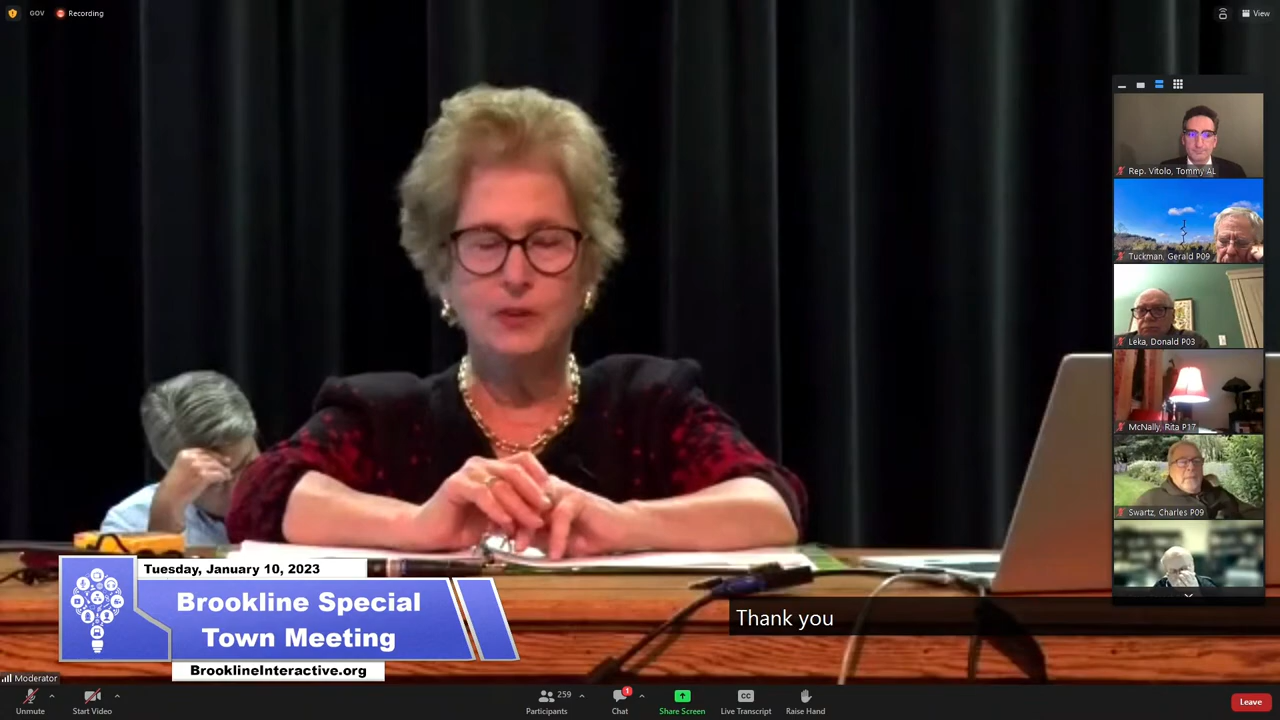 GOV
Recording
View
Rep. Vitolo, Tommy AL
Tuckman, Gerald P09
Leka, Donald P03
McNally, Rita P17
Swartz, Charles P09
Tuesday, January 10, 2023
Brookline Special
Town Meeting
BrooklineInteractive.org
Thank you
Moderator
Unmute
Start Video
259
Participants
1
Chat
Share Screen
CC
Live Transcript
Raise Hand
Leave